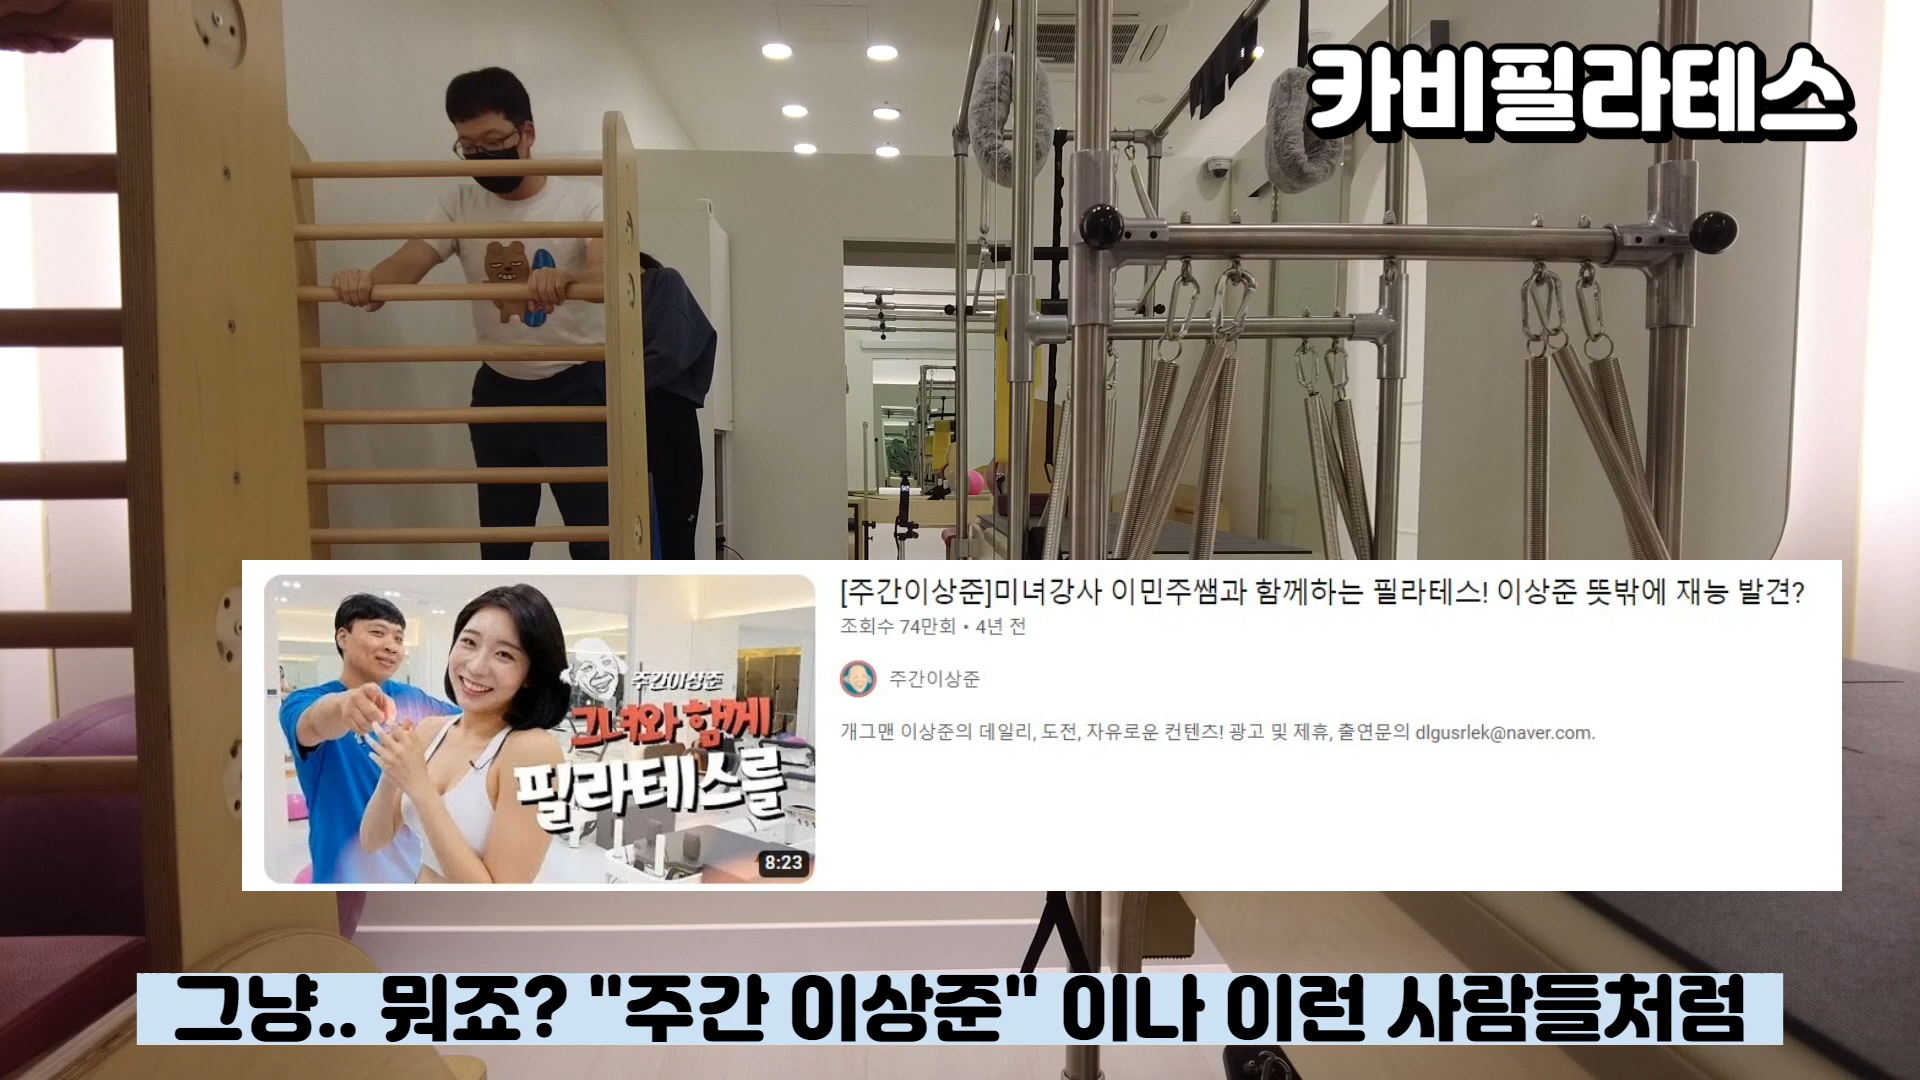 카비필라테스
[주간이상준]미녀강사 이민주쌤과 함께하는 필라테스! 이상준 뜻밖에 재능 발견?
조회수 74만회 • 4년 전
주간이상준
개그맨 이상준의 데일리, 도전, 자유로운 컨텐츠! 광고 및 제휴, 출연문의 dlgusrlek@naver.com.
주간이상준
그녀와 함께
필라테스를
8:23
그냥.. 뭐죠? "주간 이상준" 이나 이런 사람들처럼